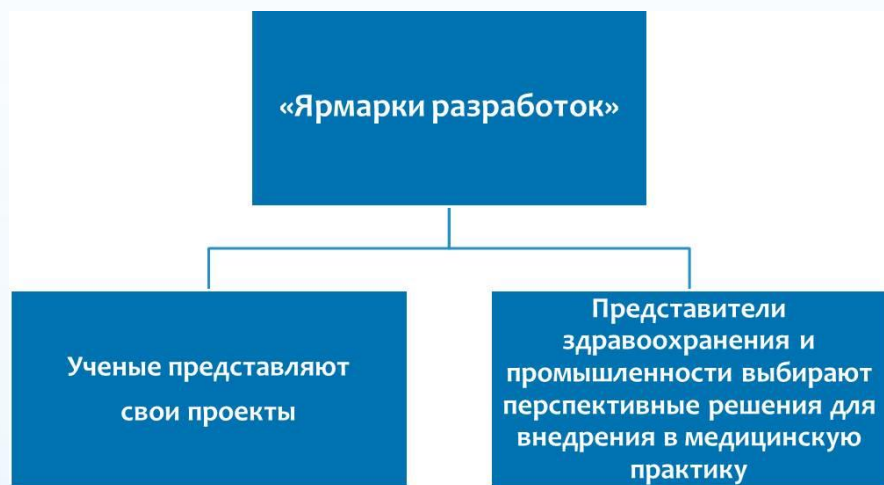 «Ярмарки разработок»
Ученые представляют
свои проекты
Представители
здравоохранения и
промышленности выбирают
перспективные решения для
внедрения в медицинскую
практику